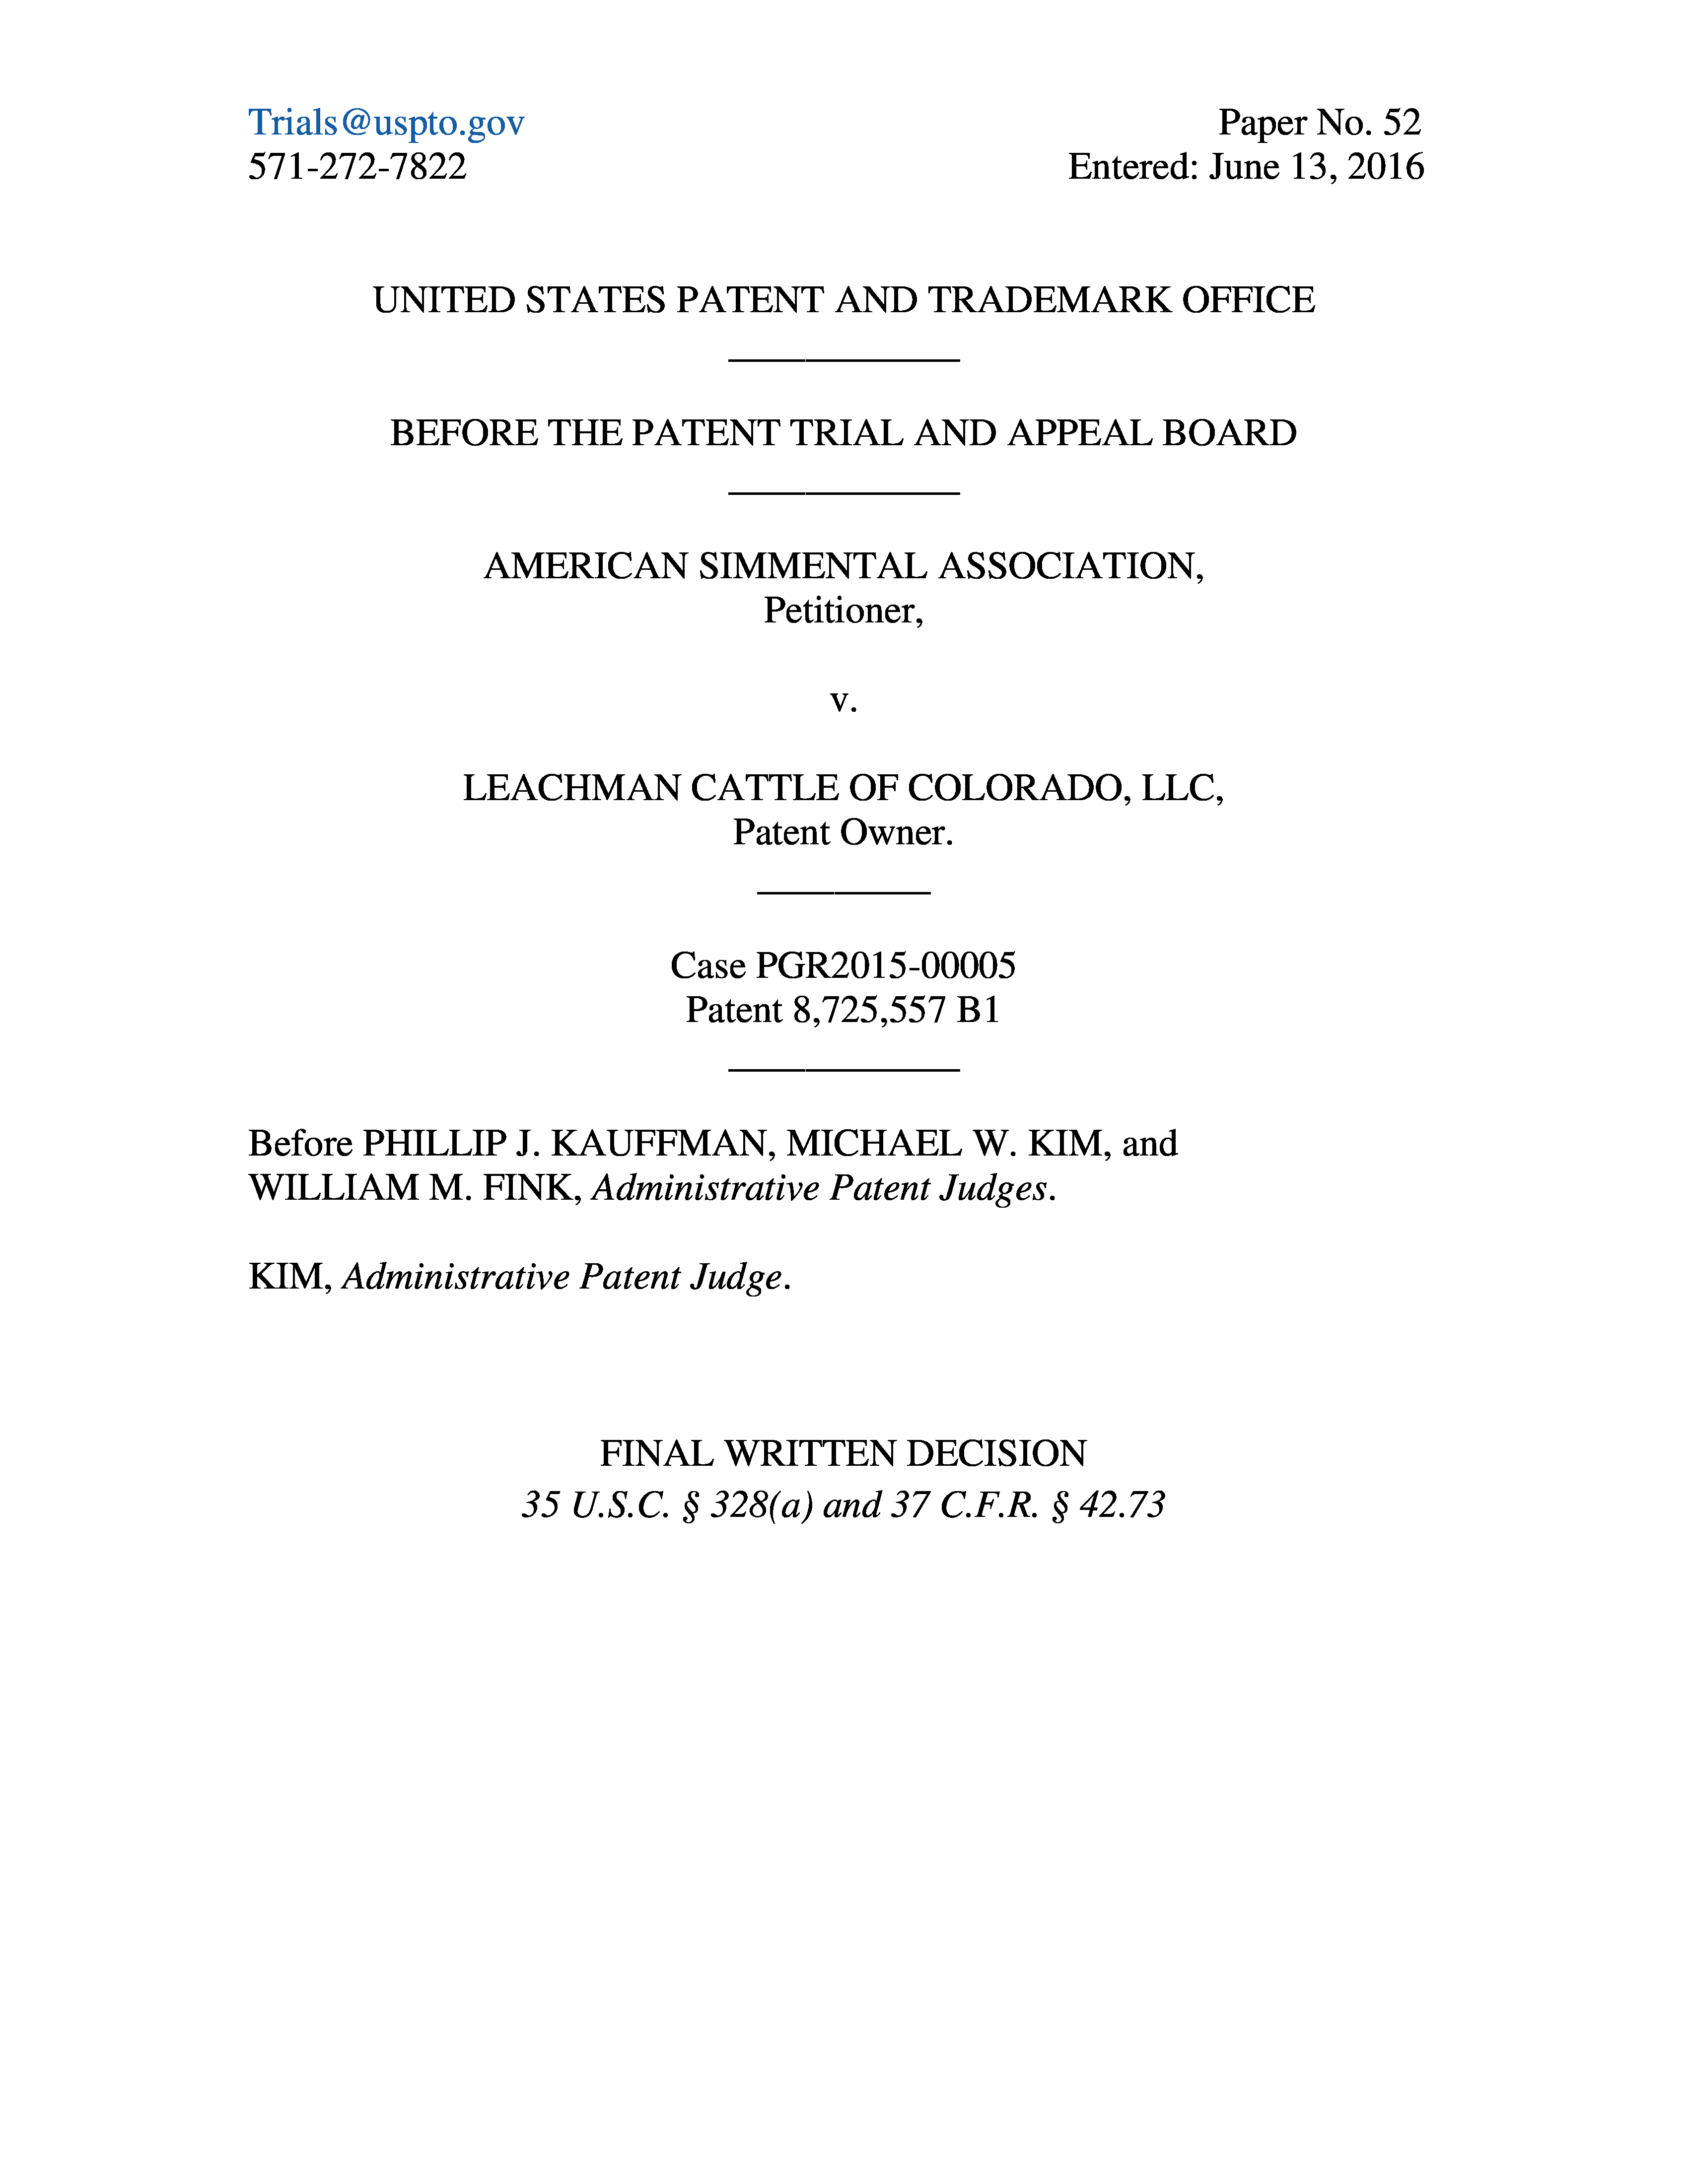 Trials@uspto.gov Paper No. 52
571-272-7822 Entered: June 13, 2016
UNITED STATES PATENT AND TRADEMARK OFFICE
BEFORE THE PATENT TRIAL AND APPEAL BOARD
AMERICAN SIMMENTAL ASSOCIATION,
Petitioner,
v.
LEACHMAN CATTLE OF COLORADO, LLC,
Patent Owner.
Case PGR2015-00005
Patent 8,725,557 B1
Before PHILLIP J. KAUFFMAN, MICHAEL W. KIM, and
WILLIAM M. FINK, Administrative Patent Judges.
KIM, Administrative Patent Judge.
FINAL WRITTEN DECISION
35 U.S.C. § 328(a) and 37 C.F.R. § 42.73